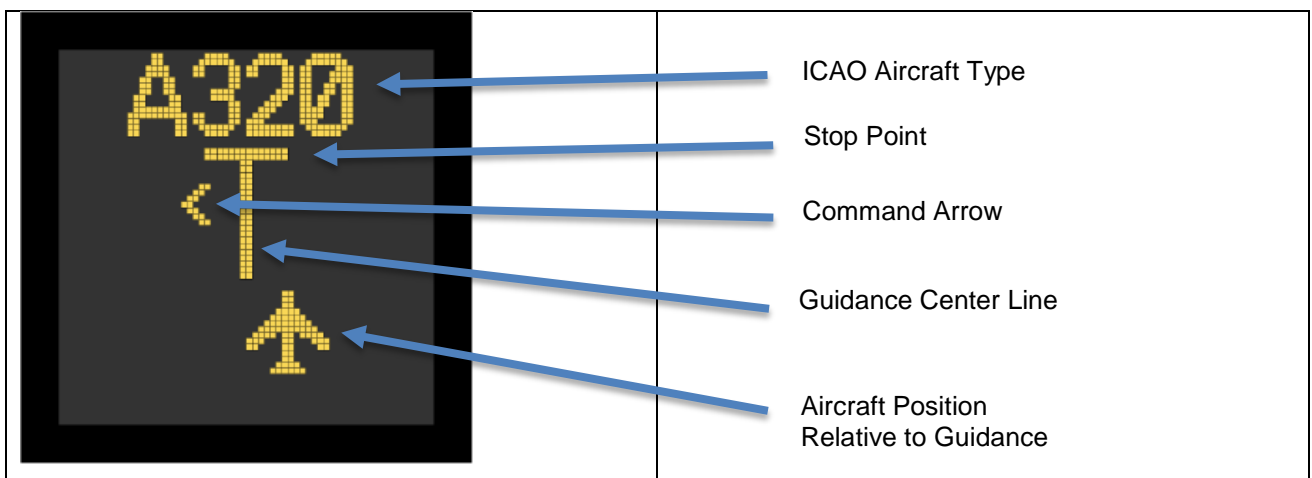 A320
ICAO Aircraft Type
Stop Point
Command Arrow
Guidance Center Line
Aircraft Position
Relative to Guidance